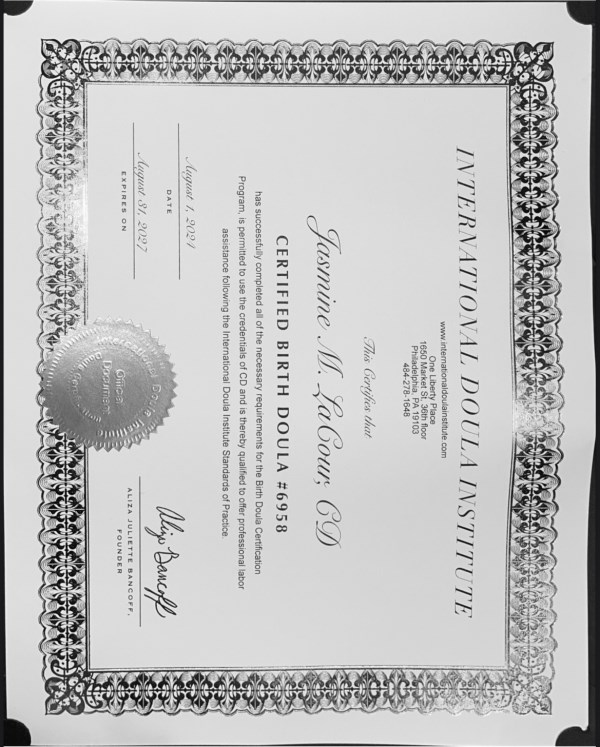 INTERNATIONAL DOULA INSTITUTE
www.internationaldoulainstitute.com
One Liberty Place
1650 Market St, 36th floor
Philadelphia, PA 19103
484-278-1648
This Certifies that
Jasmine M. LaCour, CD
CERTIFIED BIRTH DOULA #6958
has successfully completed all of the necessary requirements for the Birth Doula Certification
Program, is permitted to use the credentials of CD and is thereby qualified to offer professional labor
assistance following the International Doula Institute Standards of Practice.
August 1, 2024
DATE
August 31, 2027
EXPIRES ON
Official
Document
Aliza Bancoff
ALIZA JULIETTE BANCOFF,
FOUNDER